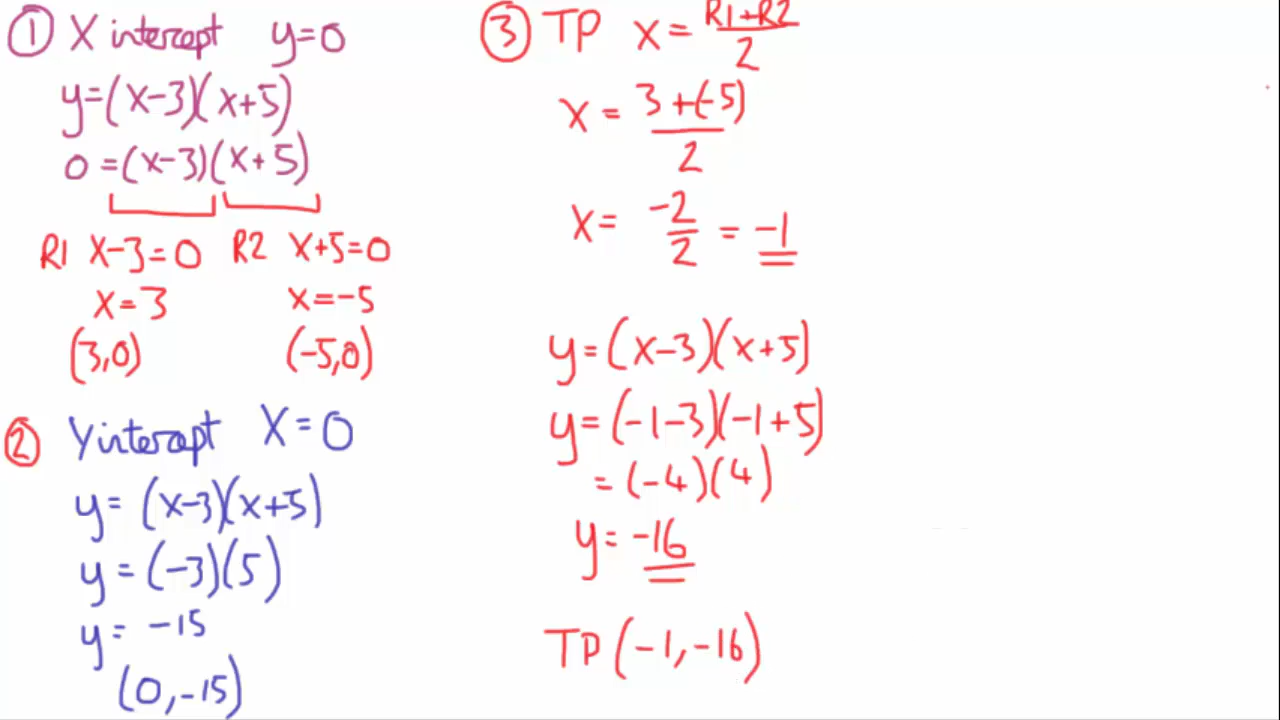 ① X intercept y=0
y=(x-3)(x+5)
0=(x-3)(x+5)
R1 x-3=0 R2 x+5=0
x=3 x=-5
(3,0) (-5,0)
② Y intercept X=0
y=(x-3)(x+5)
y=(-3)(5)
y=-15
(0,-15)
③ TP x=R1+R2
2
x=3+(-5)
2
x=-2/2=-1
y=(x-3)(x+5)
y=(-1-3)(-1+5)
=(-4)(4)
y=-16
TP(-1,-16)